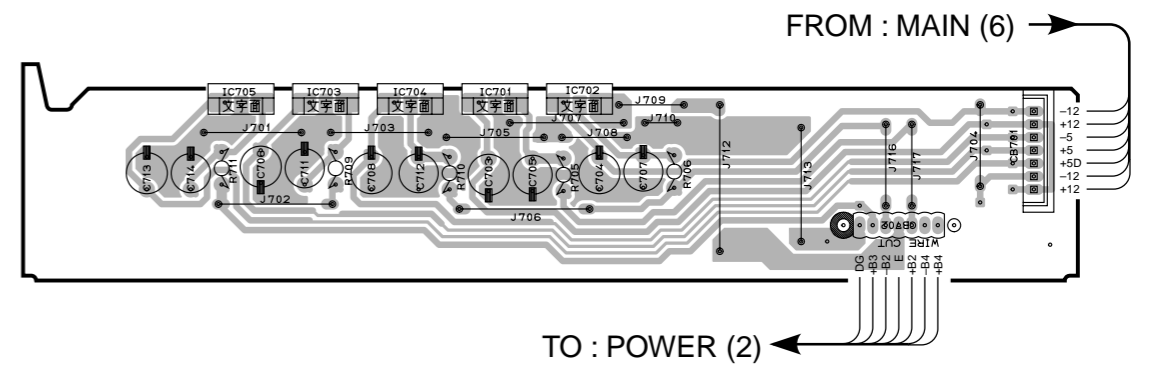 FROM : MAIN (6)
IC705
IC703
IC704
IC701
IC702
文字面
文字面
文字面
文字面
文字面
J709
J707
J710
J701
J703
J705
J708
J704
CB701
J712
J713
J716
J717
C713
C714
R711
C706
C711
R709
C708
C712
R710
C703
C705
R705
C704
C707
R706
J702
J706
CB702
WIRE CUT
-12
+12
-5
+5
+5D
-12
+12
DG
+B3
-B2
E
+B2
-B4
+B4
TO : POWER (2)